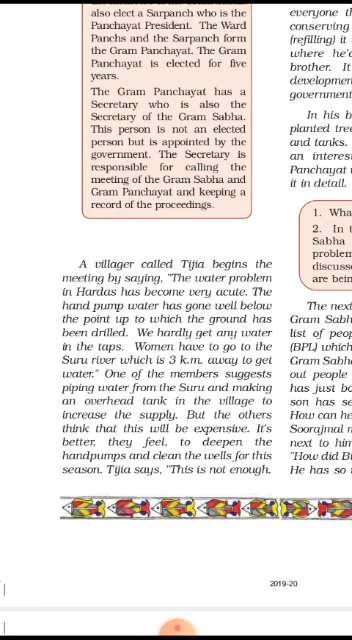 also elect a Sarpanch who is the
Panchayat President. The Ward
Panchs and the Sarpanch form
the Gram Panchayat. The Gram
Panchayat is elected for five
years.
The Gram Panchayat has a
Secretary who is also the
Secretary of the Gram Sabha.
This person is not an elected
person but is appointed by the
government. The Secretary is
responsible for calling the
meeting of the Gram Sabha and
Gram Panchayat and keeping a
record of the proceedings.
A villager called Tijia begins the
meeting by saying, "The water problem
in Hardas has become very acute. The
hand pump water has gone well below
the point up to which the ground has
been drilled. We hardly get any water
in the taps. Women have to go to the
Suru river which is 3 k.m. away to get
water." One of the members suggests
piping water from the Suru and making
an overhead tank in the village to
increase the supply. But the others
think that this will be expensive. It's
better, they feel, to deepen the
handpumps and clean the wells for this
season. Tijia says, "This is not enough.
everyone
conserving
(refilling) it
where he'd
brother. It
government
In his b
planted
and tanks.
an
Panchayat
it in detail.
1. Wha
2. In t
Sabha
problem
are
The next
Gram
list of
(BPL) which
Gram
out people
has just
son has se
How can he
Soorajmal
next to him
"How did
He has so
2019-20